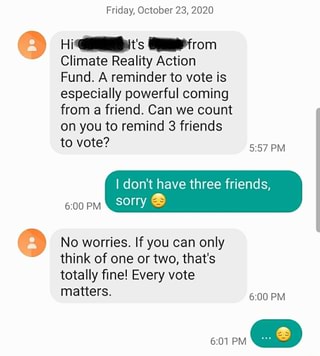 Friday, October 23, 2020
Hi It's from
Climate Reality Action
Fund. A reminder to vote is
especially powerful coming
from a friend. Can we count
on you to remind 3 friends
to vote?
5:57 PM
I don't have three friends,
sorry 😔
6:00 PM
No worries. If you can only
think of one or two, that's
totally fine! Every vote
matters.
6:00 PM
... 😔
6:01 PM